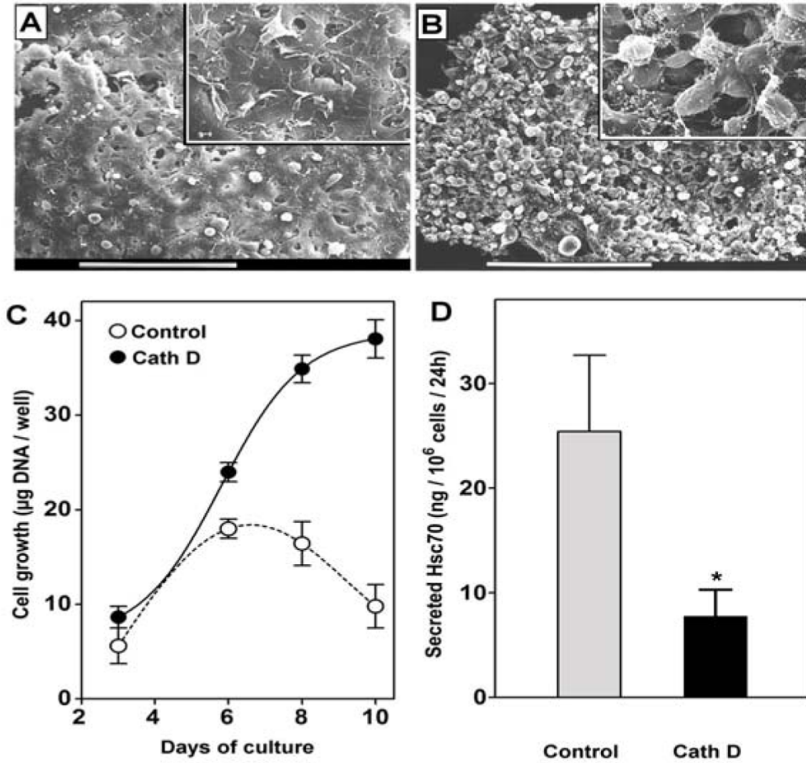 A
B
C
Control
Cath D
Cell growth (µg DNA / well)
40
30
20
10
0
2
4
6
8
10
Days of culture
D
Secreted Hsc70 (ng / 10⁶ cells / 24h)
30
20
10
0
*
Control
Cath D